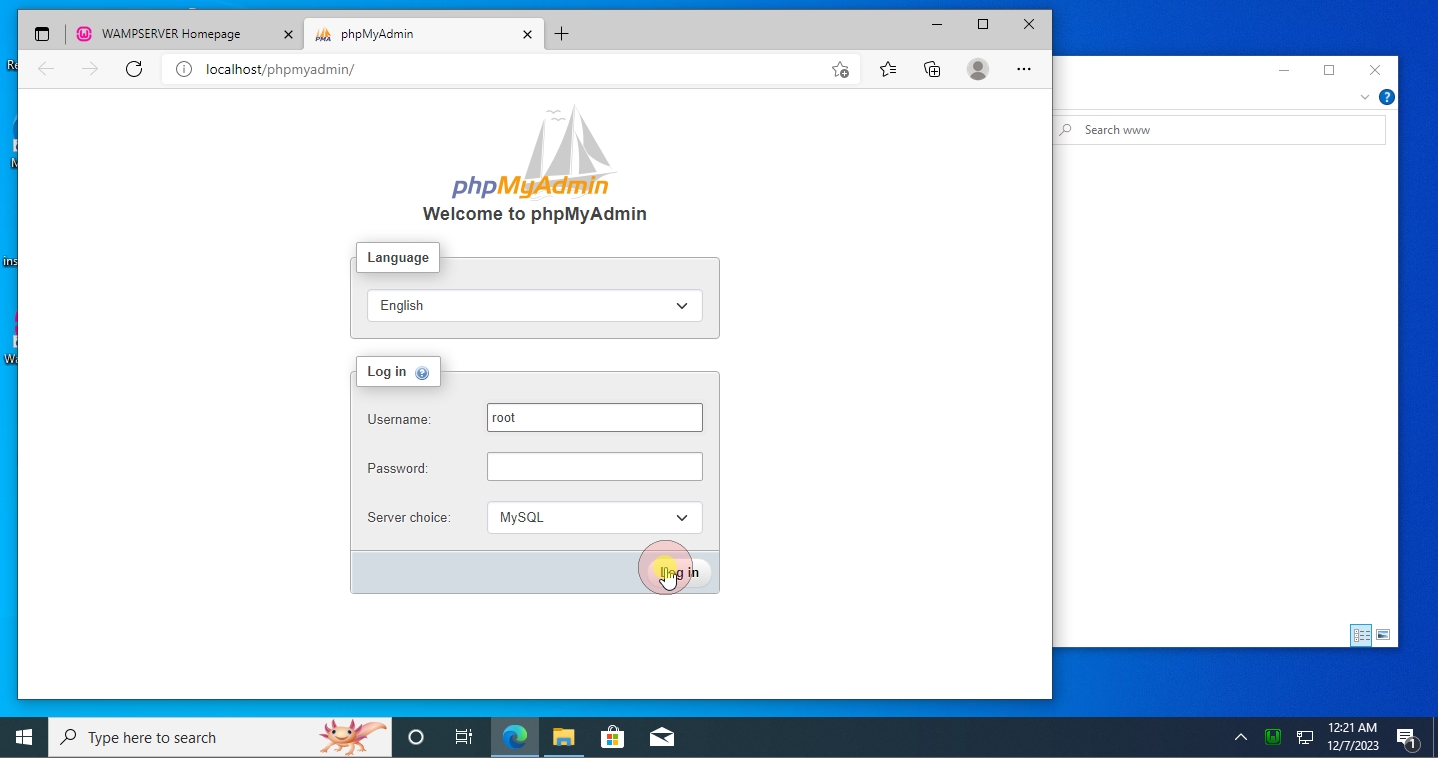 WAMPSERVER Homepage
phpMyAdmin
localhost/phpmyadmin/
Search www
phpMyAdmin
Welcome to phpMyAdmin
Language
English
Log in
Username:
root
Password:
Server choice:
MySQL
Log in
Type here to search
12:21 AM
12/7/2023
1